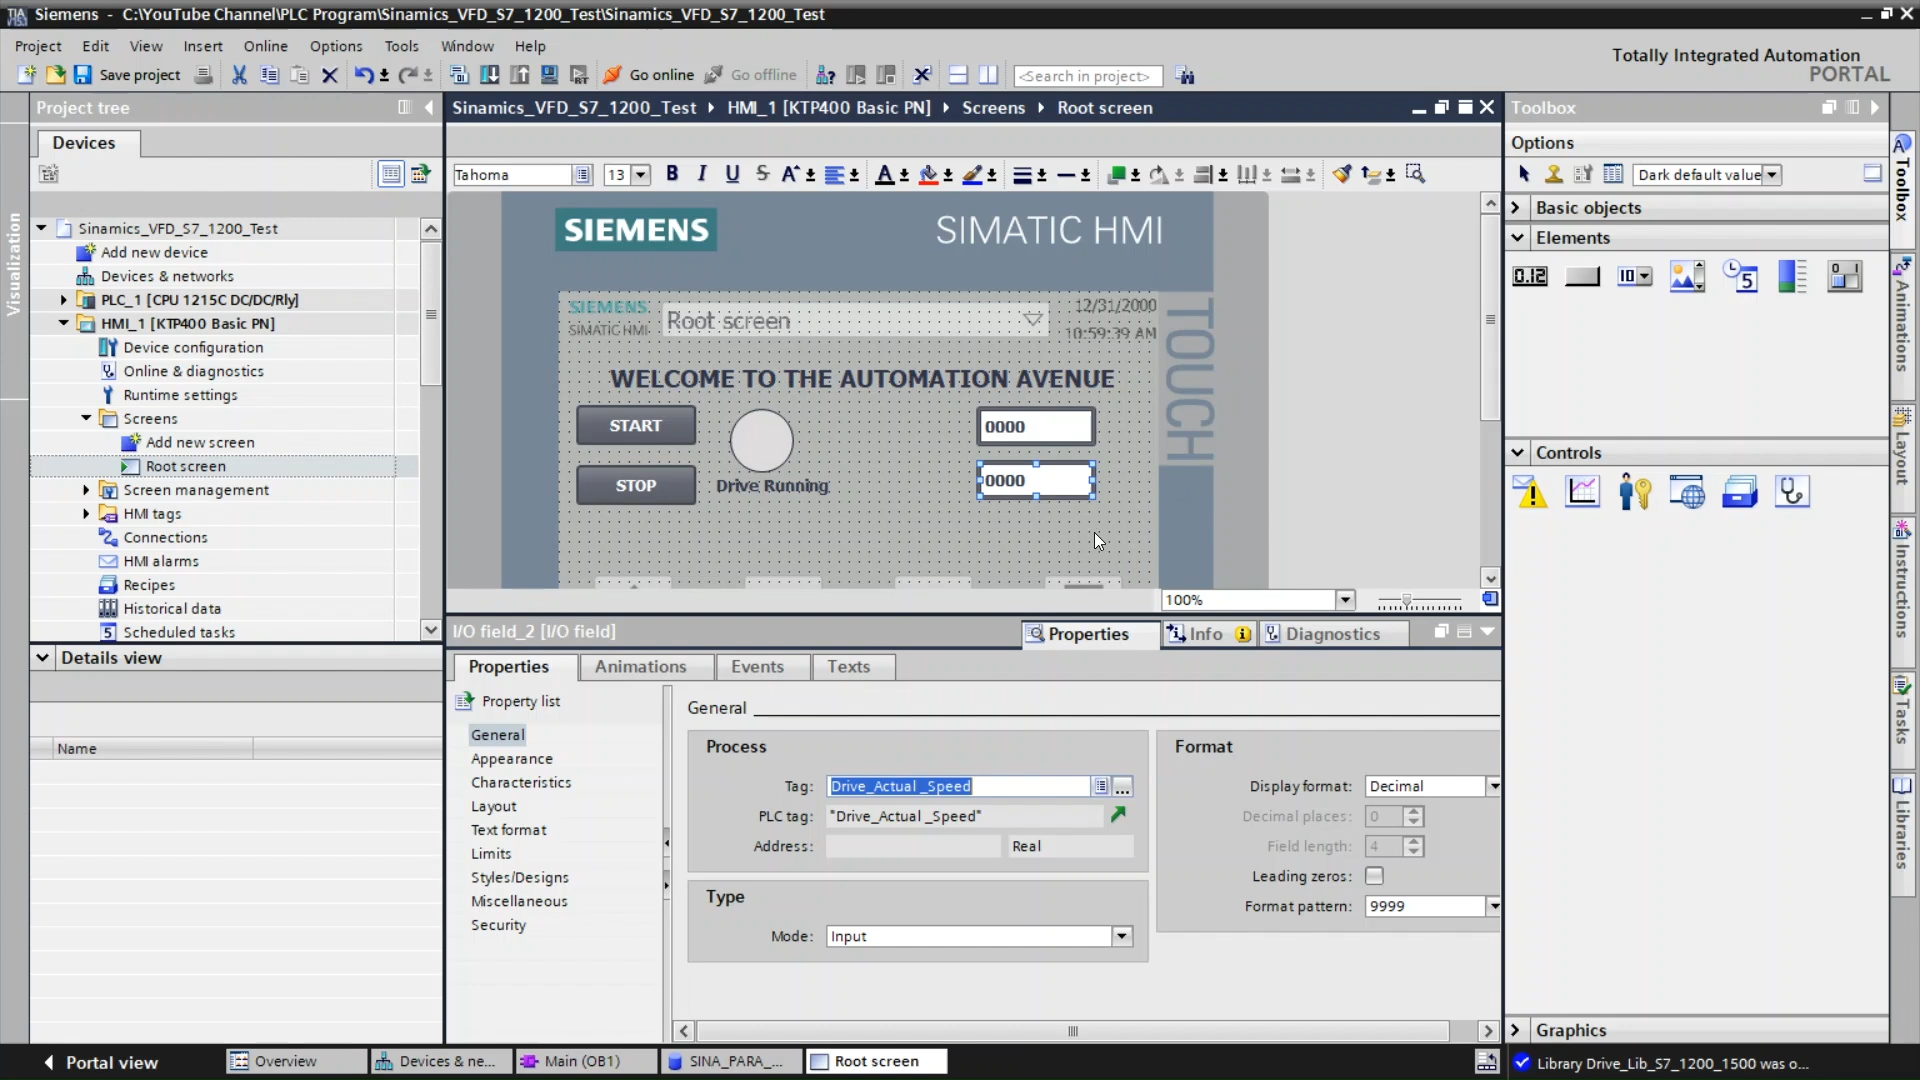 Siemens - C:\YouTube Channel\PLC Program\Sinamics_VFD_S7_1200_Test\Sinamics_VFD_S7_1200_Test
Project Edit View Insert Online Options Tools Window Help
Totally Integrated Automation
PORTAL
Save project
Go online
Go offline
<Search in project>
Project tree
Sinamics_VFD_S7_1200_Test HMI_1 [KTP400 Basic PN] Screens Root screen
Toolbox
Devices
Options
Tahoma
13
Dark default value
Visualization
Sinamics_VFD_S7_1200_Test
Add new device
Devices & networks
PLC_1 [CPU 1215C DC/DC/Rly]
HMI_1 [KTP400 Basic PN]
Device configuration
Online & diagnostics
Runtime settings
Screens
Add new screen
Root screen
Screen management
HMI tags
Connections
HMI alarms
Recipes
Historical data
Scheduled tasks
SIEMENS
SIMATIC HMI
SIEMENS
SIMATIC HMI
Root screen
12/31/2000
10:59:39 AM
TOUCH
WELCOME TO THE AUTOMATION AVENUE
START
0000
STOP
Drive Running
0000
100%
Basic objects
Elements
Controls
Graphics
Toolbox
Animations
Layout
Instructions
Tasks
Libraries
Details view
Name
I/O field_2 [I/O field]
Properties Info Diagnostics
Properties Animations Events Texts
Property list
General
Appearance
Characteristics
Layout
Text format
Limits
Styles/Designs
Miscellaneous
Security
General
Process
Tag: Drive_Actual _Speed
PLC tag: "Drive_Actual _Speed"
Address: Real
Type
Mode: Input
Format
Display format: Decimal
Decimal places: 0
Field length: 4
Leading zeros:
Format pattern: 9999
Portal view
Overview
Devices & ne...
Main (OB1)
SINA_PARA_...
Root screen
Library Drive_Lib_S7_1200_1500 was o...